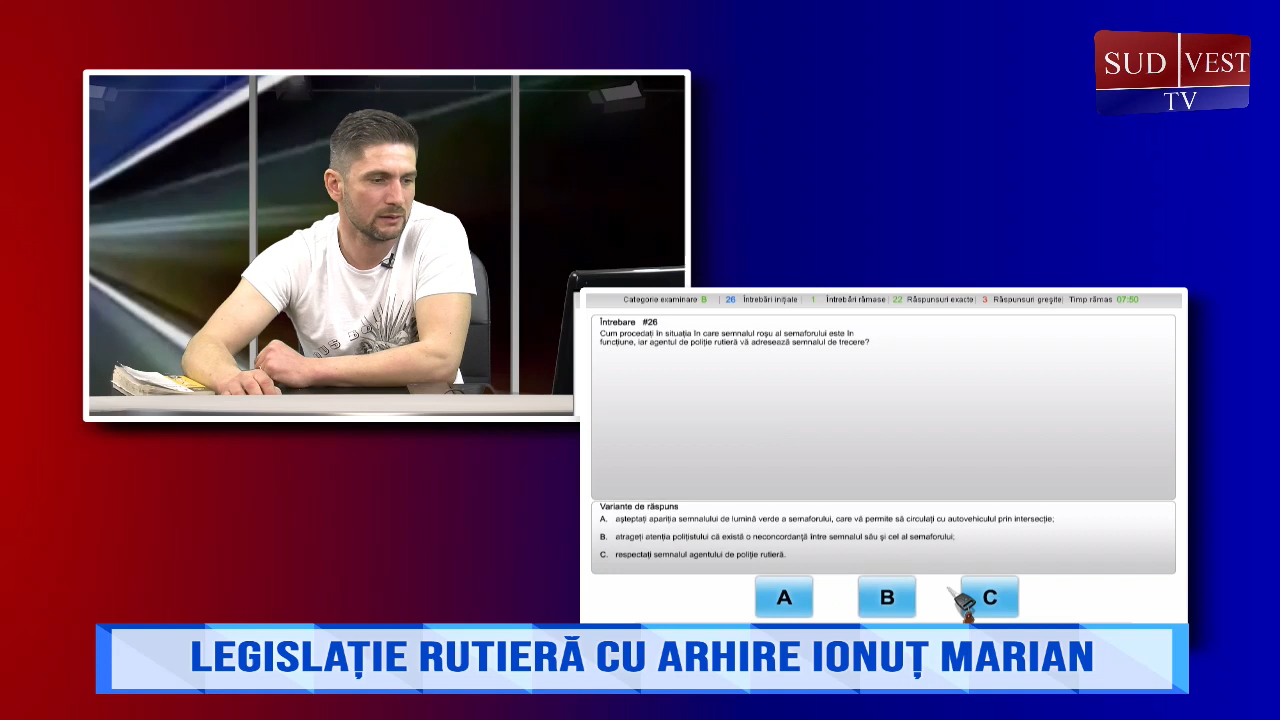 SUD VEST
TV
Categorie examinare B | 26 Întrebări inițiale | 1 Întrebări rămase | 22 Răspunsuri exacte | 3 Răspunsuri greșite | Timp rămas 07:50
Întrebare #26
Cum procedați în situația în care semnalul roșu al semaforului este în
funcțiune, iar agentul de poliție rutieră vă adresează semnalul de trecere?
Variante de răspuns
A. așteptați apariția semnalului de lumină verde a semaforului, care vă permite să circulați cu autovehiculul prin intersecție;
B. atrageți atenția polițistului că există o neconcordanță între semnalul său și cel al semaforului;
C. respectați semnalul agentului de poliție rutieră.
A B C
LEGISLAȚIE RUTIERĂ CU ARHIRE IONUȚ MARIAN